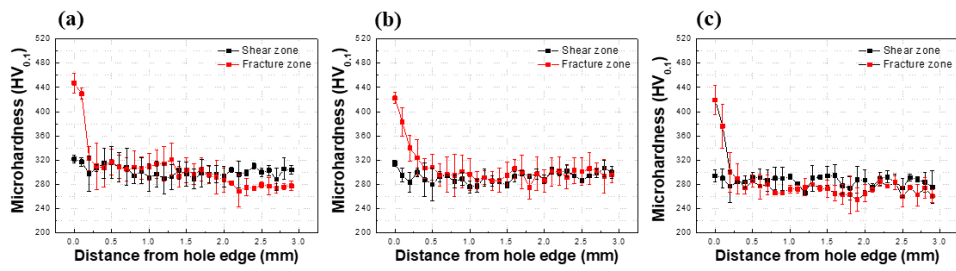 (a)
Microhardness (HV0.1)
520
480
440
400
360
320
280
240
200
Shear zone
Fracture zone
0.0 0.5 1.0 1.5 2.0 2.5 3.0
Distance from hole edge (mm)
(b)
Microhardness (HV0.1)
520
480
440
400
360
320
280
240
200
Shear zone
Fracture zone
0.0 0.5 1.0 1.5 2.0 2.5 3.0
Distance from hole edge (mm)
(c)
Microhardness (HV0.1)
520
480
440
400
360
320
280
240
200
Shear zone
Fracture zone
0.0 0.5 1.0 1.5 2.0 2.5 3.0
Distance from hole edge (mm)